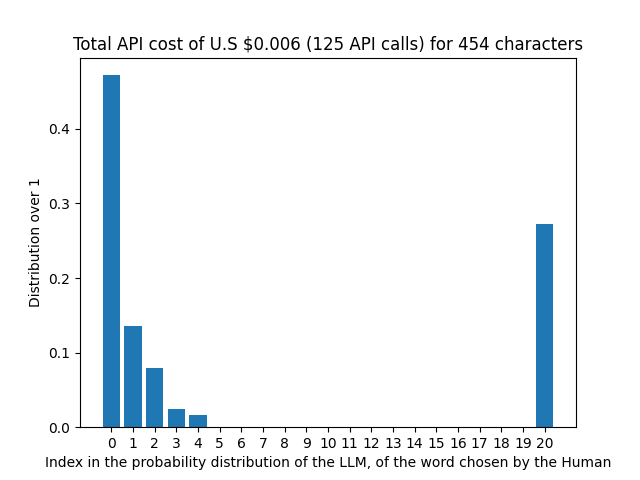 Total API cost of U.S $0.006 (125 API calls) for 454 characters
Distribution over 1
0.4
0.3
0.2
0.1
0.0
0 1 2 3 4 5 6 7 8 9 10 11 12 13 14 15 16 17 18 19 20
Index in the probability distribution of the LLM, of the word chosen by the Human